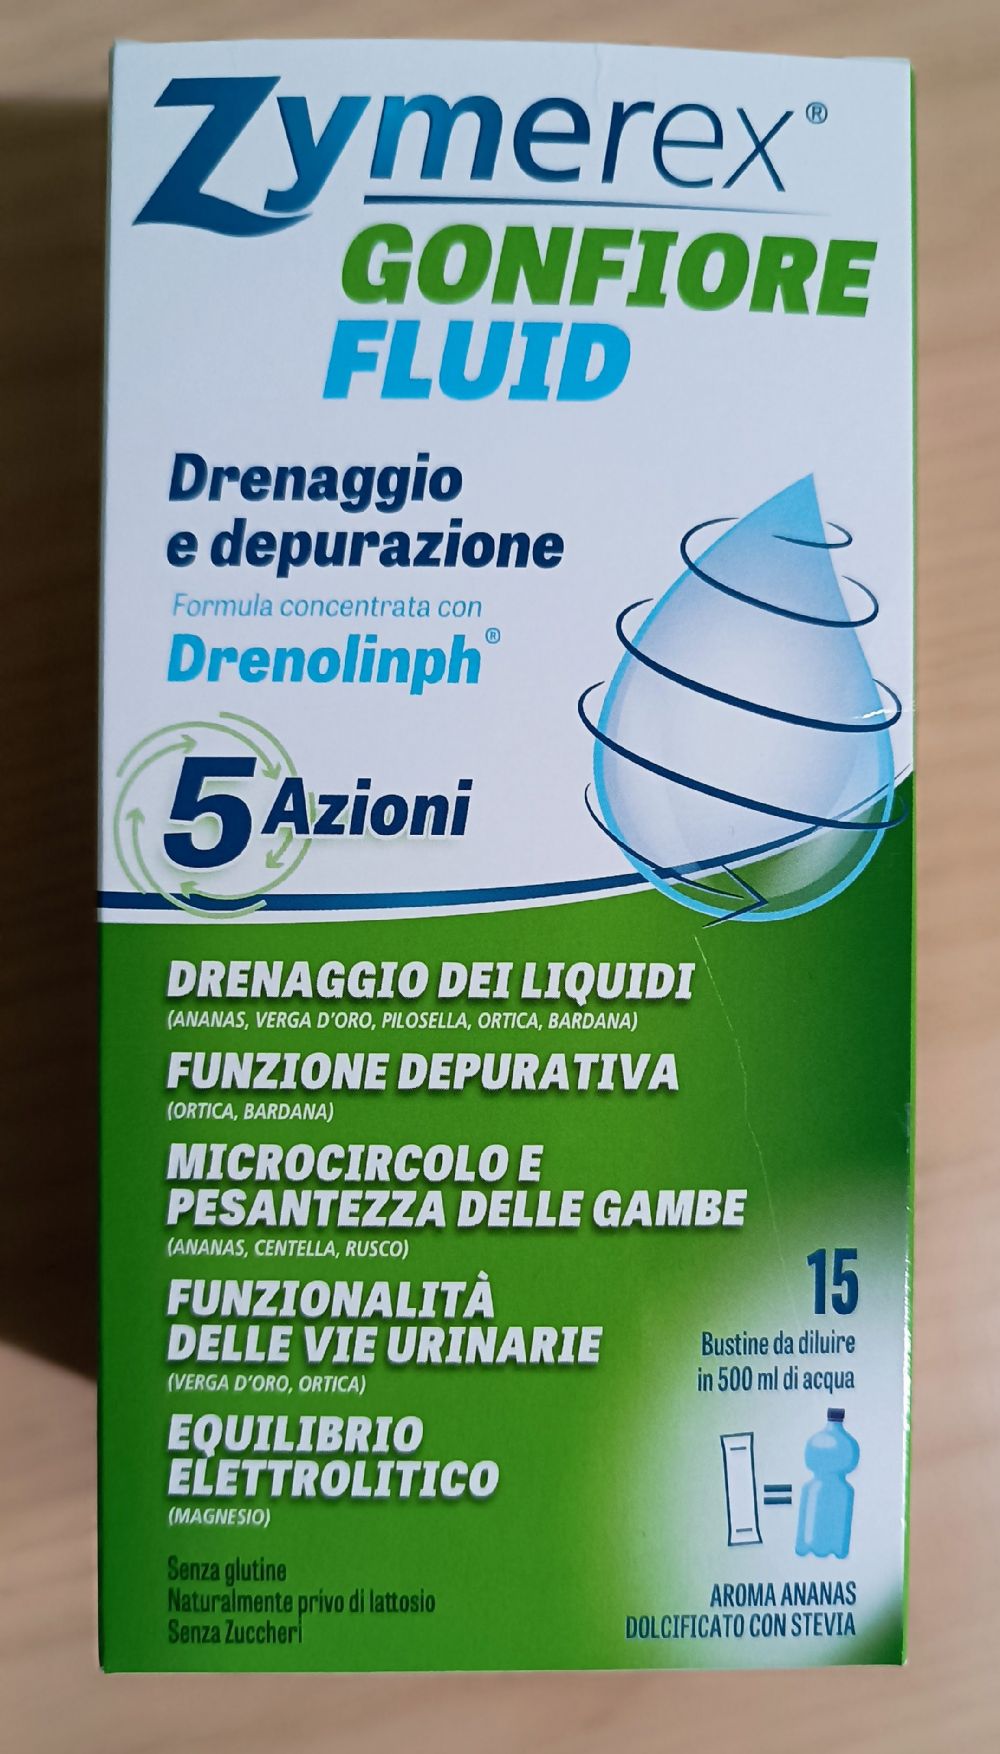 Zymerex®
GONFIORE
FLUID
Drenaggio
e depurazione
Formula concentrata con
Drenolinph®
5 Azioni
DRENAGGIO DEI LIQUIDI
(ANANAS, VERGA D'ORO, PILOSELLA, ORTICA, BARDANA)
FUNZIONE DEPURATIVA
(ORTICA, BARDANA)
MICROCIRCOLO E
PESANTEZZA DELLE GAMBE
(ANANAS, CENTELLA, RUSCO)
FUNZIONALITÀ
DELLE VIE URINARIE
(VERGA D'ORO, ORTICA)
EQUILIBRIO
ELETTROLITICO
(MAGNESIO)
Senza glutine
Naturalmente privo di lattosio
Senza Zuccheri
15
Bustine da diluire
in 500 ml di acqua
=
AROMA ANANAS
DOLCIFICATO CON STEVIA